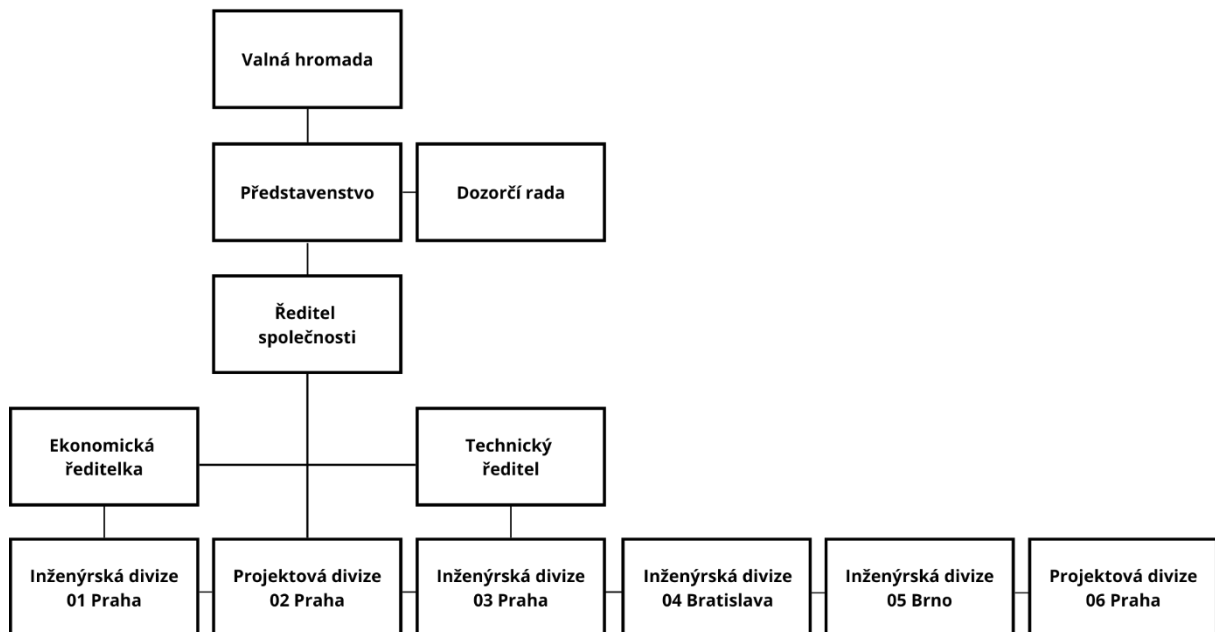 Valná hromada
Představenstvo
Dozorčí rada
Ředitel
společnosti
Ekonomická
ředitelka
Technický
ředitel
Inženýrská divize
01 Praha
Projektová divize
02 Praha
Inženýrská divize
03 Praha
Inženýrská divize
04 Bratislava
Inženýrská divize
05 Brno
Projektová divize
06 Praha